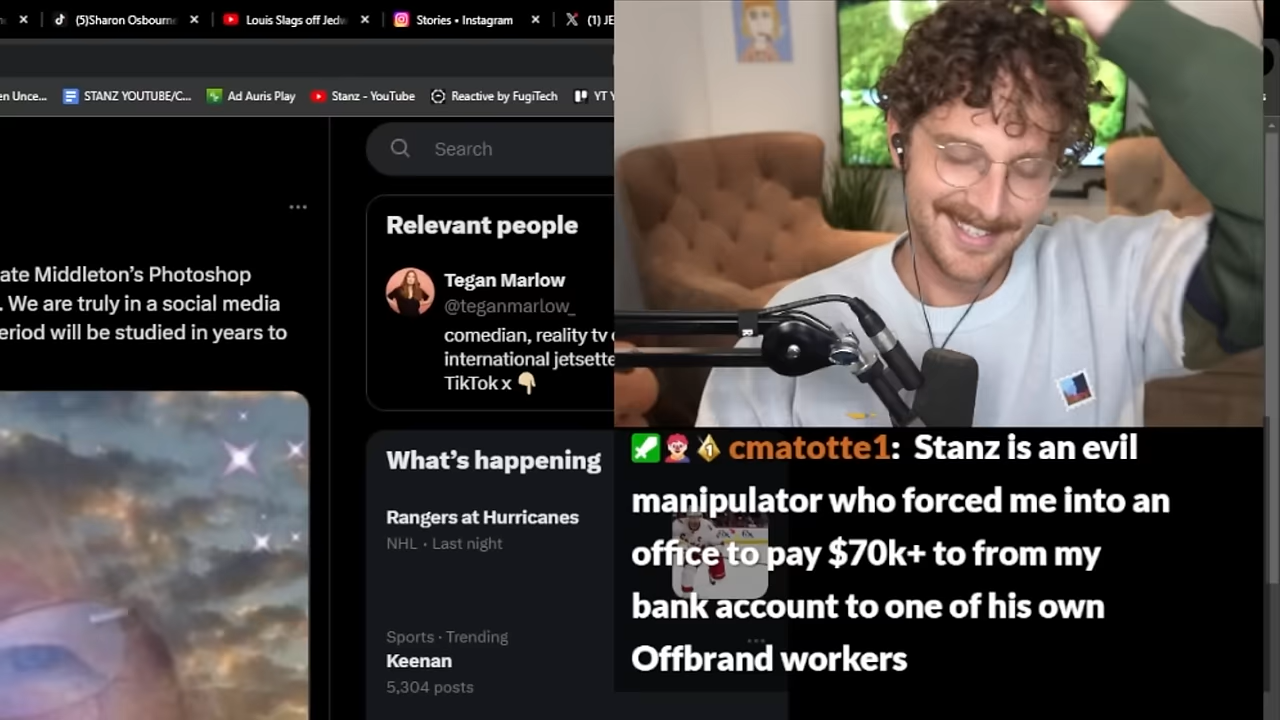 (5)Sharon Osbourne
Louis Slags off Jedw
Stories • Instagram
(1) JE
en Unce...
STANZ YOUTUBE/C...
Ad Auris Play
Stanz - YouTube
Reactive by FugiTech
YT Y
Search
ate Middleton’s Photoshop
. We are truly in a social media
eriod will be studied in years to
Relevant people
Tegan Marlow
@teganmarlow_
comedian, reality tv
international jetsette
TikTok x
What’s happening
Rangers at Hurricanes
NHL · Last night
Sports · Trending
Keenan
5,304 posts
cmatotte1: Stanz is an evil
manipulator who forced me into an
office to pay $70k+ to from my
bank account to one of his own
Offbrand workers